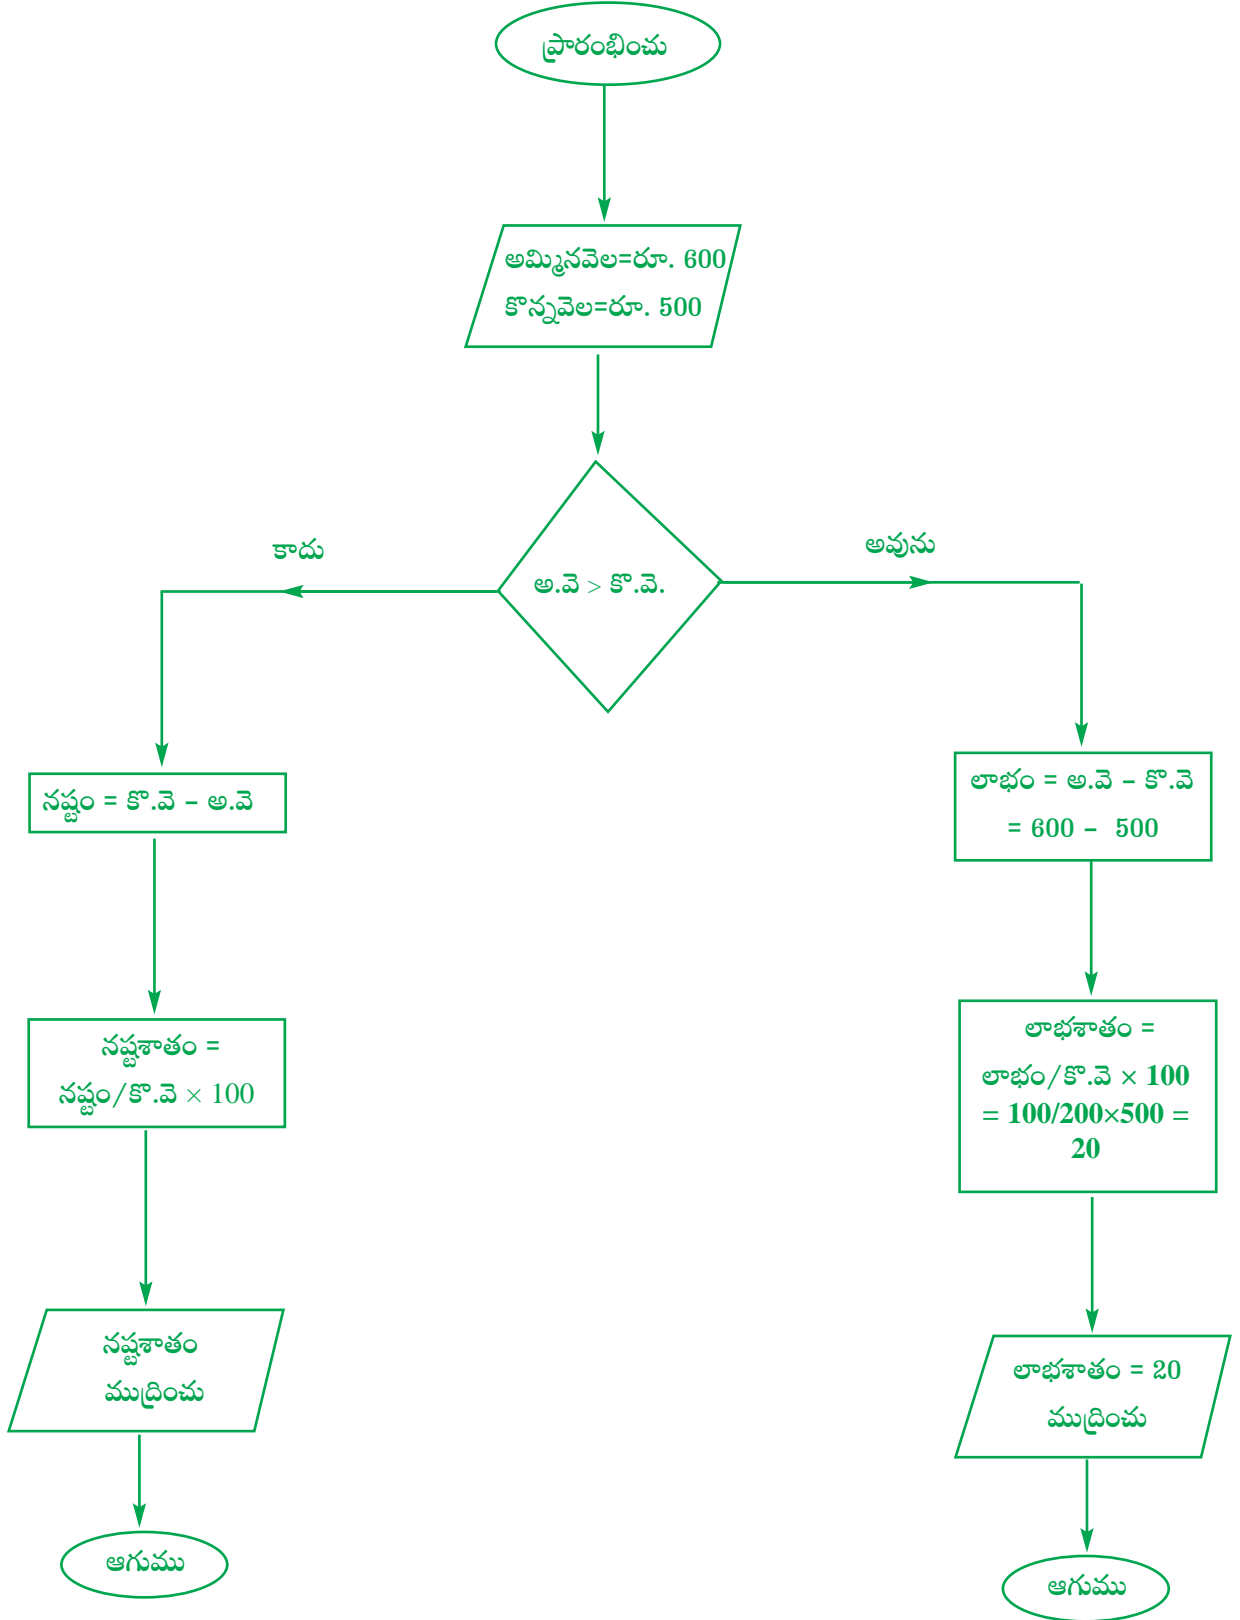 ప్రారంభించు
అమ్మినవెల=రూ. 600
కొన్నవెల=రూ. 500
కాదు
అవును
అ.వె > కొ.వె.
నష్టం = కొ.వె – అ.వె
లాభం = అ.వె – కొ.వె
= 600 – 500
నష్టశాతం =
నష్టం/కొ.వె × 100
లాభశాతం =
లాభం/కొ.వె × 100
= 100/200×500 =
20
నష్టశాతం
ముద్రించు
లాభశాతం = 20
ముద్రించు
ఆగుము
ఆగుము